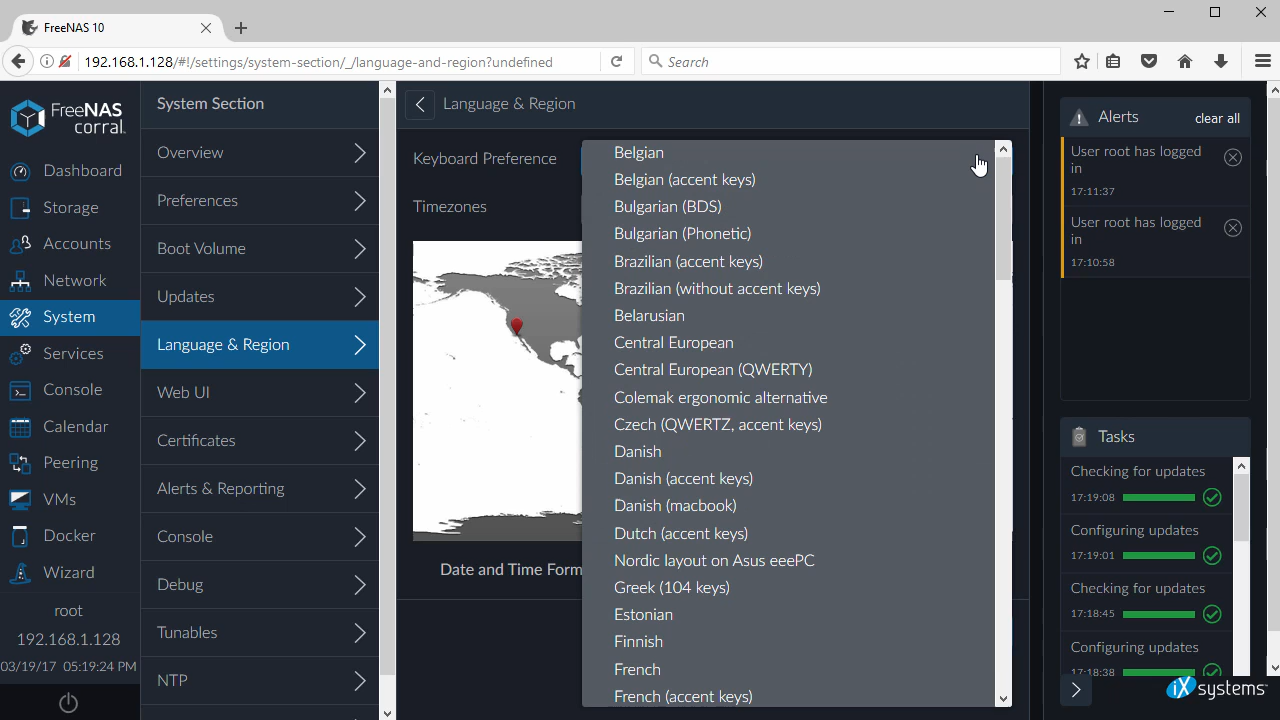 FreeNAS 10
192.168.1.128/#!/settings/system-section/_/language-and-region?undefined
Search
FreeNAS
corral
Dashboard
Storage
Accounts
Network
System
Services
Console
Calendar
Peering
VMs
Docker
Wizard
root
192.168.1.128
03/19/17 05:19:24 PM
System Section
Overview
Preferences
Boot Volume
Updates
Language & Region
Web UI
Certificates
Alerts & Reporting
Console
Debug
Tunables
NTP
Language & Region
Keyboard Preference
Timezones
Date and Time Form
Belgian
Belgian (accent keys)
Bulgarian (BDS)
Bulgarian (Phonetic)
Brazilian (accent keys)
Brazilian (without accent keys)
Belarusian
Central European
Central European (QWERTY)
Colemak ergonomic alternative
Czech (QWERTZ, accent keys)
Danish
Danish (accent keys)
Danish (macbook)
Dutch (accent keys)
Nordic layout on Asus eeePC
Greek (104 keys)
Estonian
Finnish
French
French (accent keys)
Alerts
clear all
User root has logged
in
17:11:37
User root has logged
in
17:10:58
Tasks
Checking for updates
17:19:08
Configuring updates
17:19:01
Checking for updates
17:18:45
Configuring updates
17:18:38
iXsystems